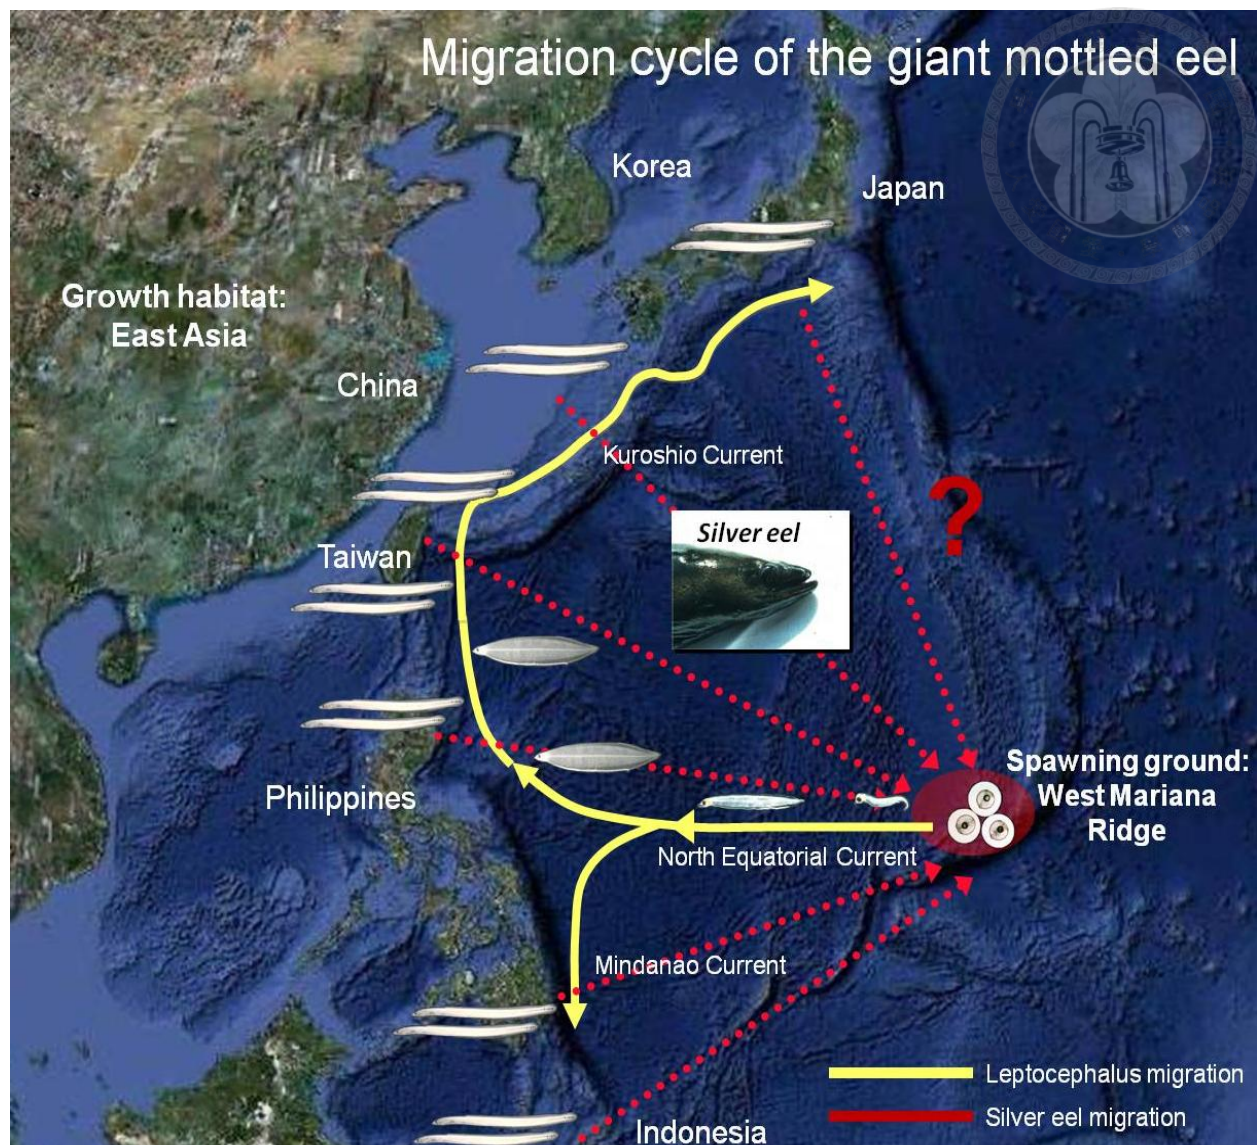 Migration cycle of the giant mottled eel
Korea
Japan
Growth habitat:
East Asia
China
Kuroshio Current
Silver eel
?
Taiwan
Philippines
Spawning ground:
West Mariana
Ridge
North Equatorial Current
Mindanao Current
Indonesia
Leptocephalus migration
Silver eel migration